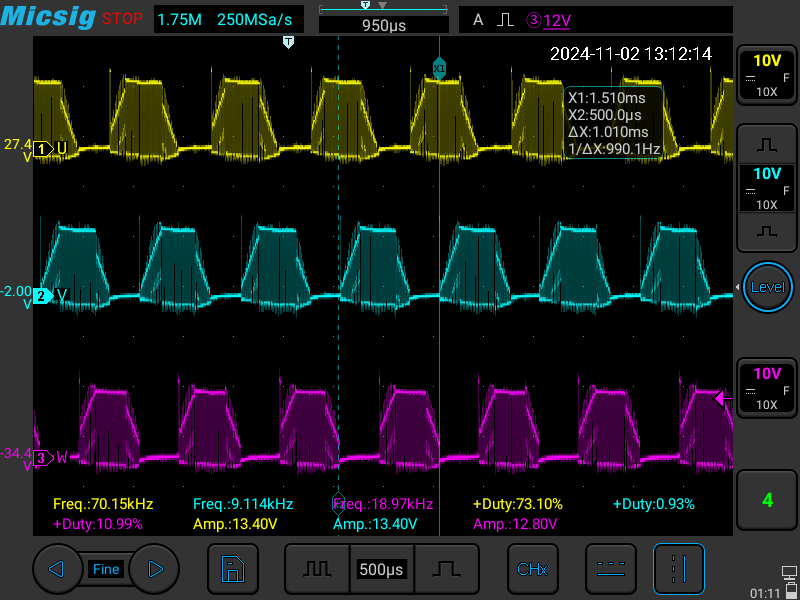 Micsig STOP 1.75M 250MSa/s 950µs A 3 12V
T
T
2024-11-02 13:12:14
10V
F
10X
X1
X1:1.510ms
X2:500.0µs
ΔX:1.010ms
1/ΔX:990.1Hz
27.4 V 1 U
10V
F
10X
-2.00 V 2 V
Level
10V
F
10X
-34.4 V 3 W
Freq.:70.15kHz Freq.:9.114kHz Freq.:18.97kHz +Duty:73.10% +Duty:0.93%
+Duty:10.99% Amp.:13.40V Amp.:13.40V Amp.:12.80V
4
Fine 500µs CHx
01:11